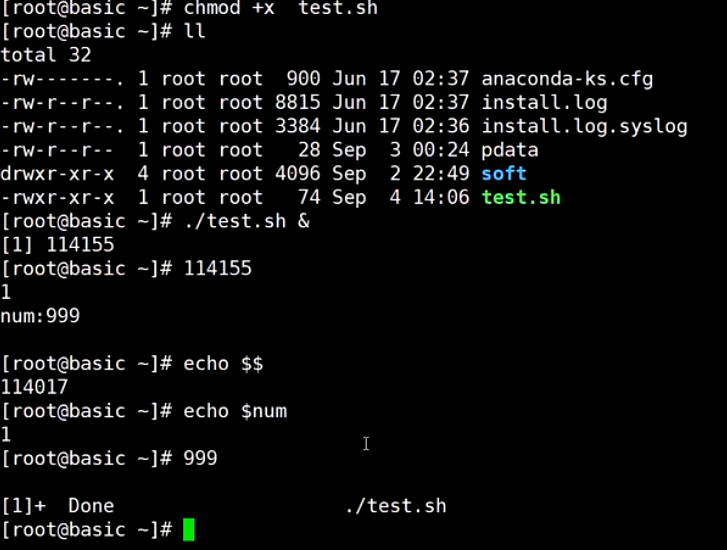 [root@basic ~]# chmod +x  test.sh
[root@basic ~]# ll
total 32
-rw-------. 1 root root  900 Jun 17 02:37 anaconda-ks.cfg
-rw-r--r--. 1 root root 8815 Jun 17 02:37 install.log
-rw-r--r--. 1 root root 3384 Jun 17 02:36 install.log.syslog
-rw-r--r--  1 root root   28 Sep  3 00:24 pdata
drwxr-xr-x  4 root root 4096 Sep  2 22:49 soft
-rwxr-xr-x  1 root root   74 Sep  4 14:06 test.sh
[root@basic ~]# ./test.sh &
[1] 114155
[root@basic ~]# 114155
1
num:999
[root@basic ~]# echo $$
114017
[root@basic ~]# echo $num
1
[root@basic ~]# 999
[1]+  Done                    ./test.sh
[root@basic ~]#